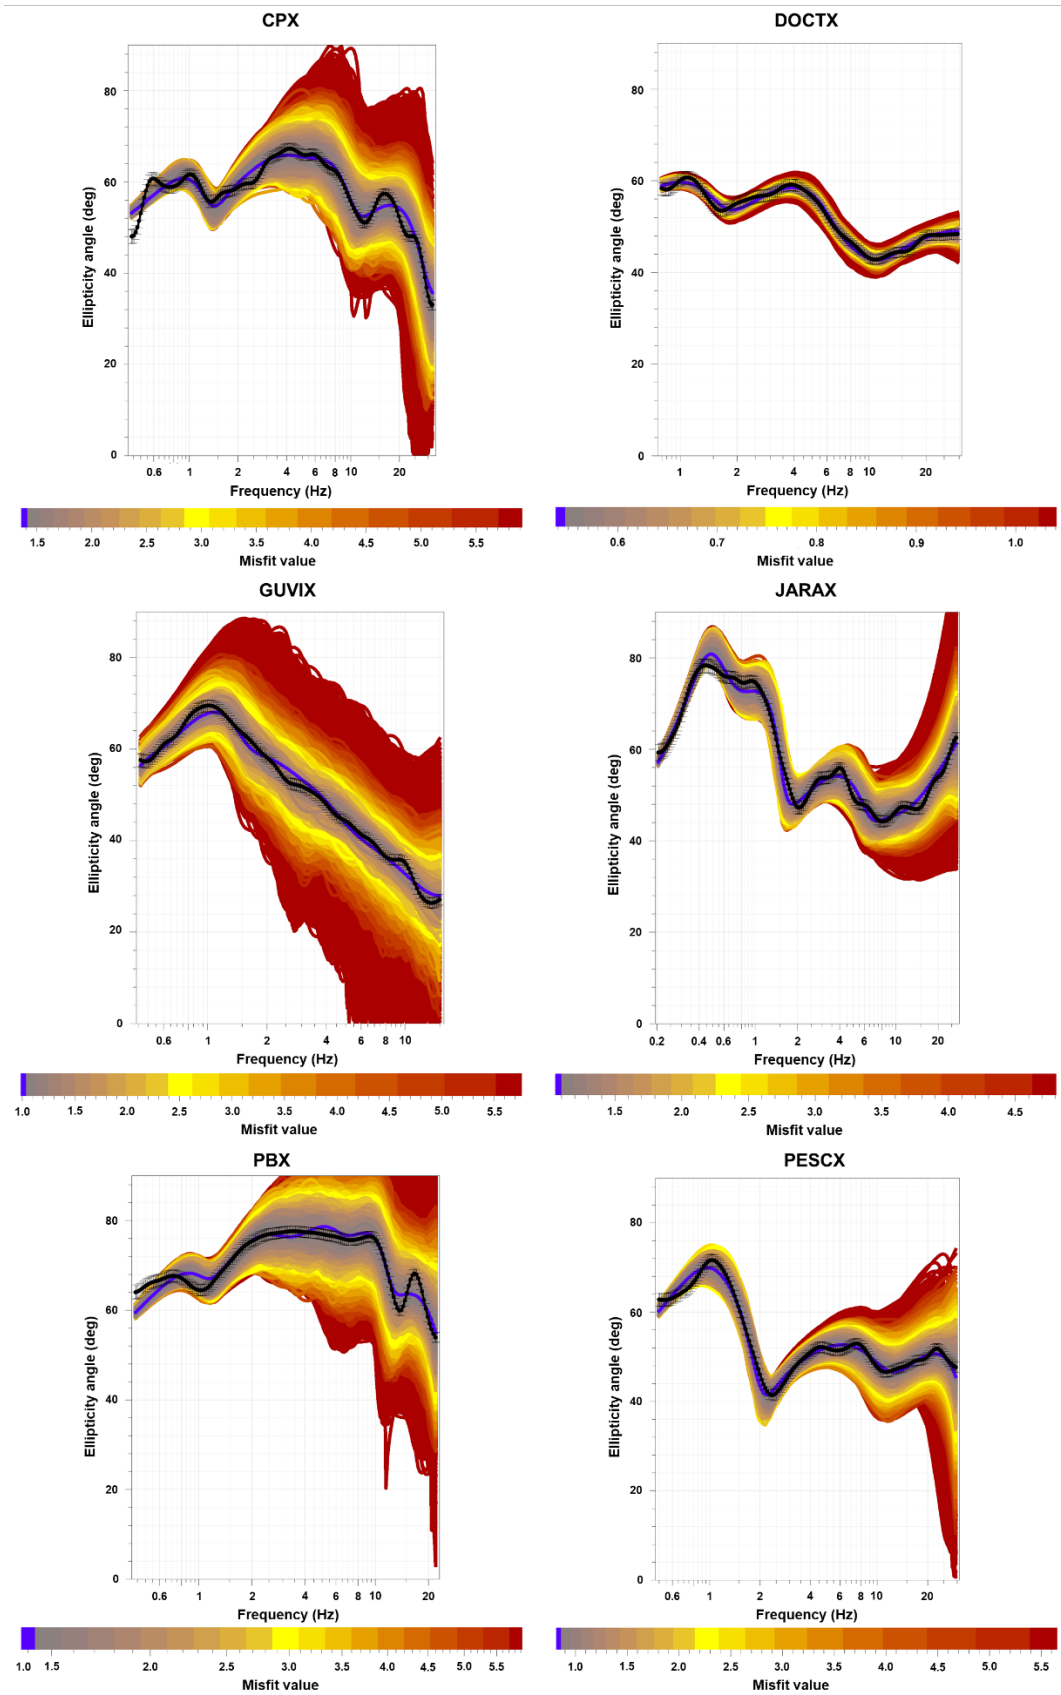 CPX
80
60
40
20
0
Ellipticity angle (deg)
0.6 1 2 4 6 8 10 20
Frequency (Hz)
1.5 2.0 2.5 3.0 3.5 4.0 4.5 5.0 5.5
Misfit value
DOCTX
80
60
40
20
0
Ellipticity angle (deg)
1 2 4 6 8 10 20
Frequency (Hz)
0.6 0.7 0.8 0.9 1.0
Misfit value
GUVIX
80
60
40
20
0
Ellipticity angle (deg)
0.6 1 2 4 6 8 10
Frequency (Hz)
1.0 1.5 2.0 2.5 3.0 3.5 4.0 4.5 5.0 5.5
Misfit value
JARAX
80
60
40
20
0
Ellipticity angle (deg)
0.2 0.4 0.6 1 2 4 6 10 20
Frequency (Hz)
1.5 2.0 2.5 3.0 3.5 4.0 4.5
Misfit value
PBX
80
60
40
20
0
Ellipticity angle (deg)
0.6 1 2 4 6 8 10 20
Frequency (Hz)
1.0 1.5 2.0 2.5 3.0 3.5 4.0 4.5 5.0 5.5
Misfit value
PESCX
80
60
40
20
0
Ellipticity angle (deg)
0.6 1 2 4 6 8 10 20
Frequency (Hz)
1.0 1.5 2.0 2.5 3.0 3.5 4.0 4.5 5.0 5.5
Misfit value